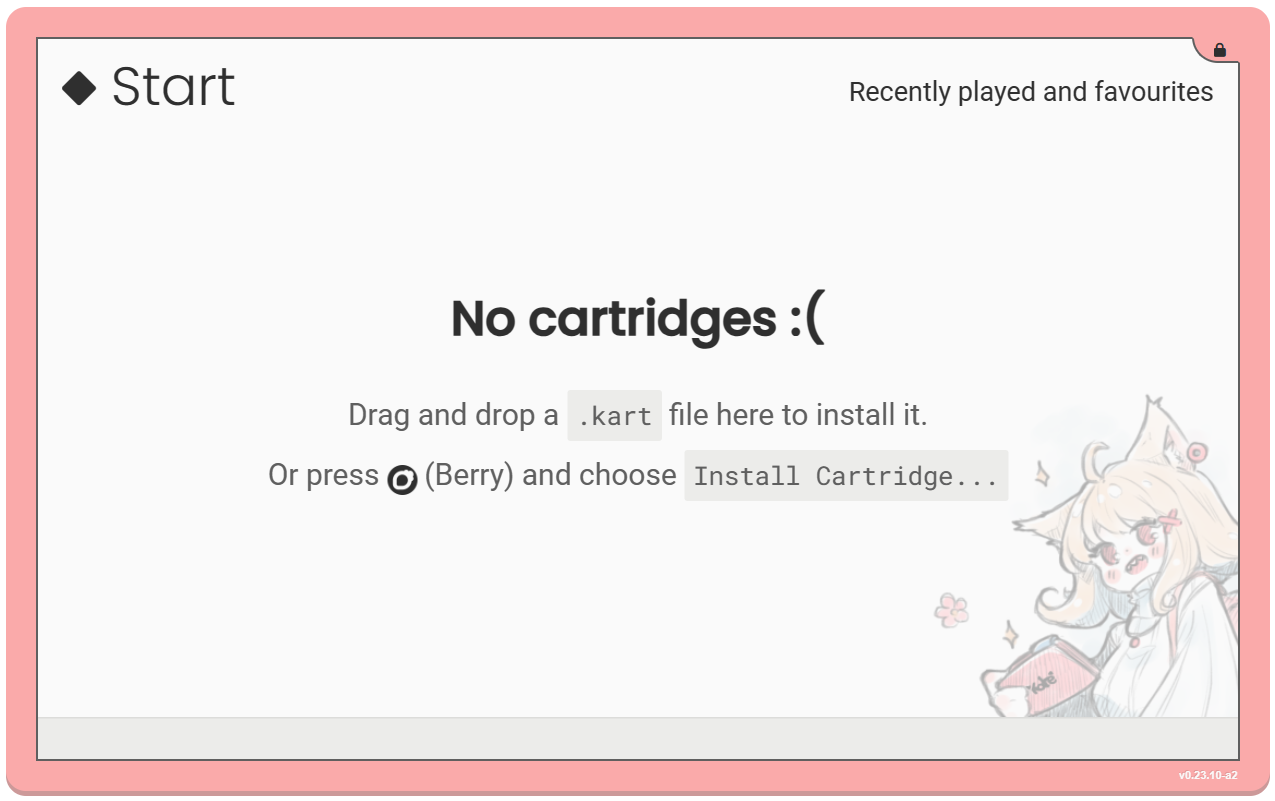 Start
Recently played and favourites
No cartridges :(
Drag and drop a .kart file here to install it.
Or press (Berry) and choose Install Cartridge...
v0.23.10-a2